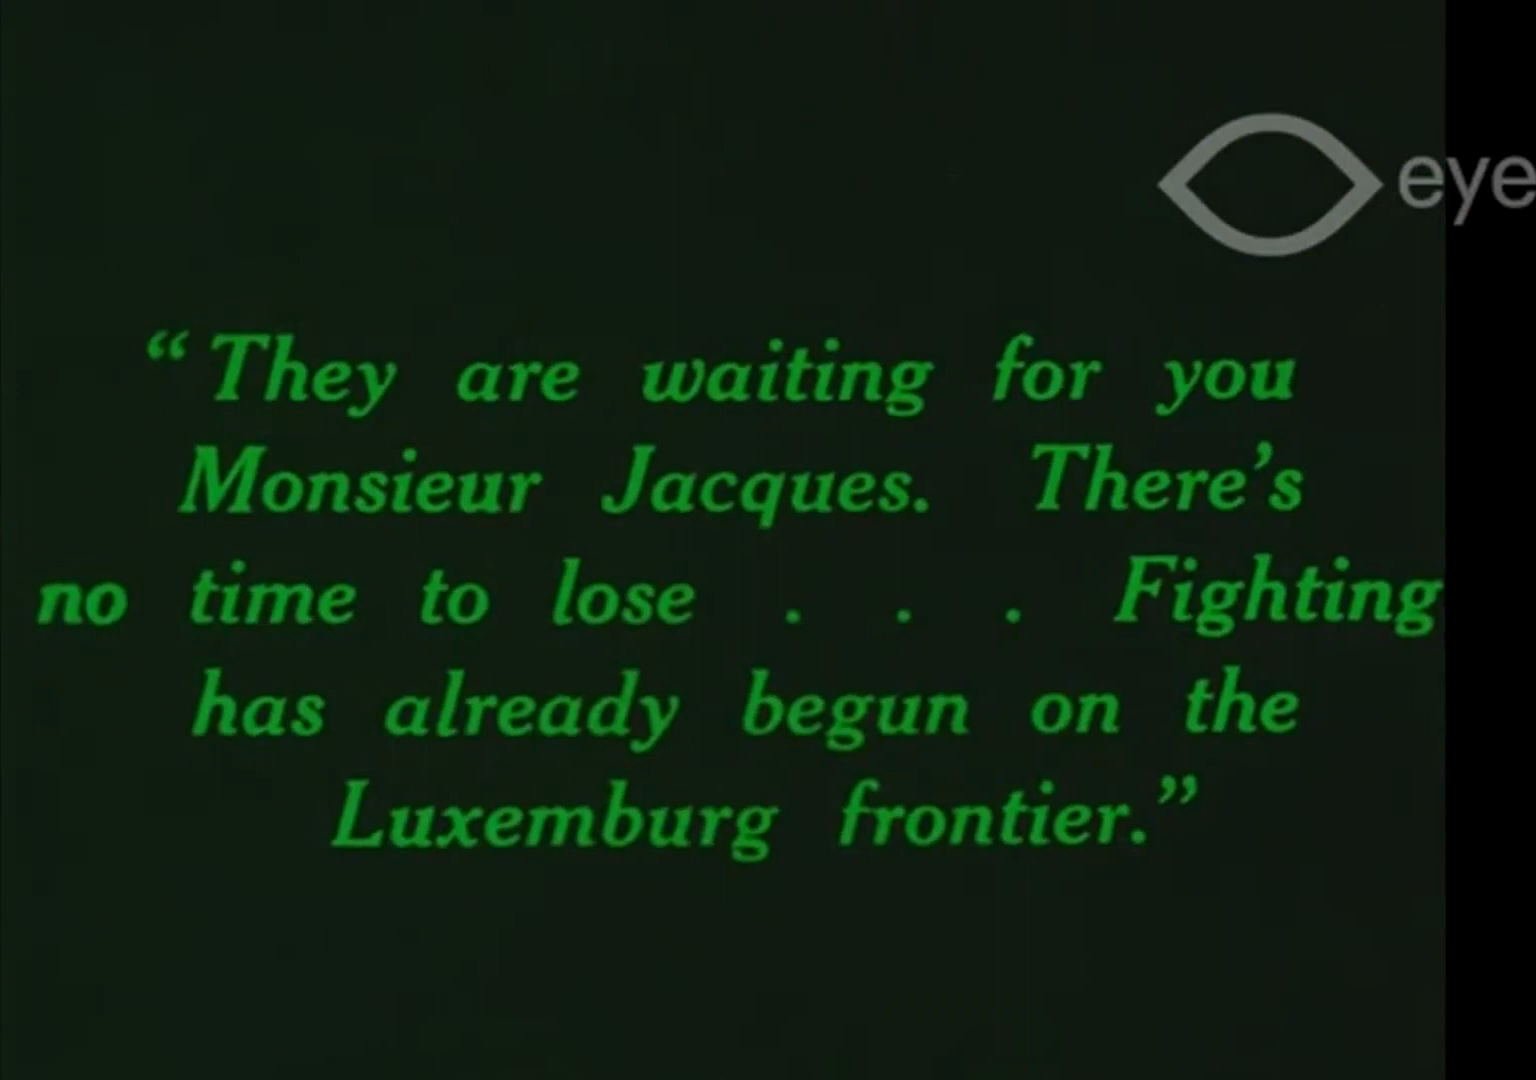 eye
“They are waiting for you
Monsieur Jacques. There’s
no time to lose . . . Fighting
has already begun on the
Luxemburg frontier.”